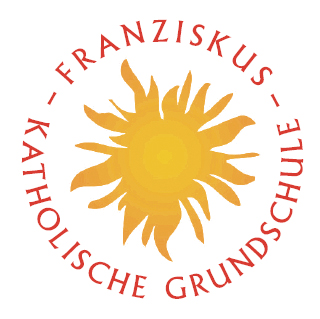 – FRANZISKUS –
KATHOLISCHE GRUNDSCHULE